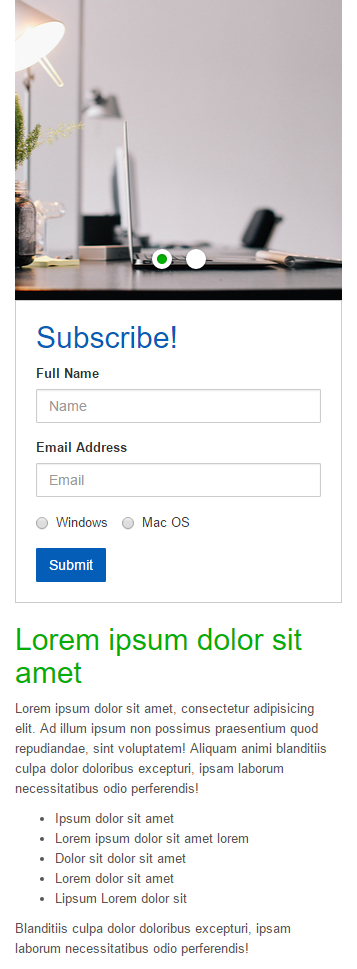 Subscribe!
Full Name
Name
Email Address
Email
Windows Mac OS
Submit
Lorem ipsum dolor sit
amet
Lorem ipsum dolor sit amet, consectetur adipisicing
elit. Ad illum ipsum non possimus praesentium quod
repudiandae, sint voluptatem! Aliquam animi blanditiis
culpa dolor doloribus excepturi, ipsam laborum
necessitatibus odio perferendis!
• Ipsum dolor sit amet
• Lorem ipsum dolor sit amet lorem
• Dolor sit dolor sit amet
• Lorem dolor sit amet
• Lipsum Lorem dolor sit
Blanditiis culpa dolor doloribus excepturi, ipsam
laborum necessitatibus odio perferendis!